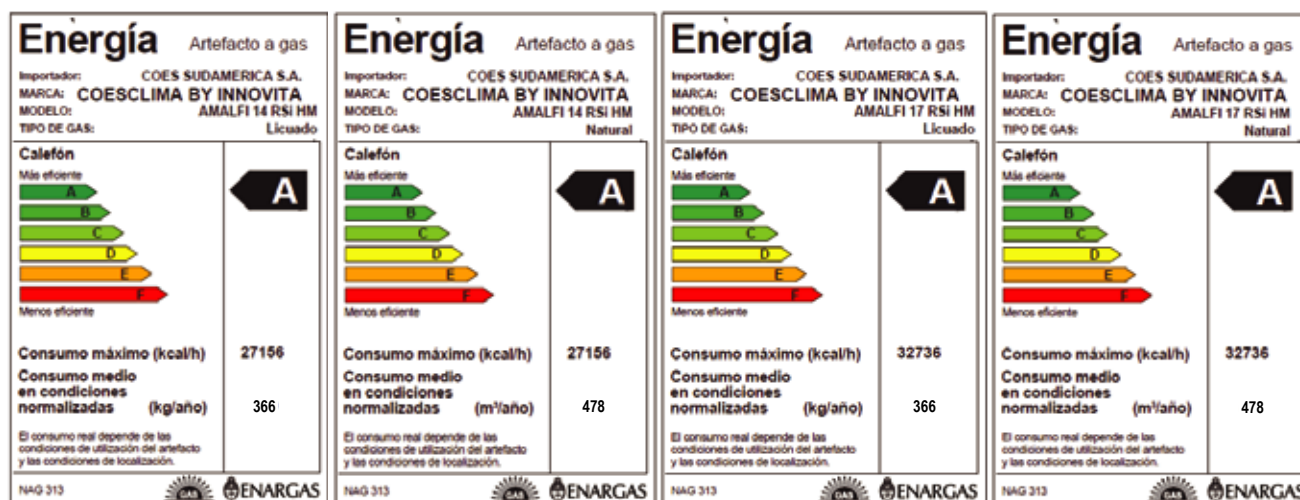 Enèrgía Artefacto a gas
Importador: COES SUDAMERICA S.A.
MARCA: COESCLIMA BY INNOVITA
MODELO: AMALFI 14 RSi HM
TIPO DE GAS: Licuado
Calefón
Más eficiente
A
A
B
C
D
E
F
Menos eficiente
Consumo máximo (kcal/h) 27156
Consumo medio
en condiciones
normalizadas (kg/año) 366
El consumo real depende de las
condiciones de utilización del artefacto
y las condiciones de localización.
NAG 313 GAS ENARGAS
Enèrgía Artefacto a gas
Importador: COES SUDAMERICA S.A.
MARCA: COESCLIMA BY INNOVITA
MODELO: AMALFI 14 RSi HM
TIPO DE GAS: Natural
Calefón
Más eficiente
A
A
B
C
D
E
F
Menos eficiente
Consumo máximo (kcal/h) 27156
Consumo medio
en condiciones
normalizadas (m³/año) 478
El consumo real depende de las
condiciones de utilización del artefacto
y las condiciones de localización.
NAG 313 GAS ENARGAS
Enèrgía Artefacto a gas
Importador: COES SUDAMERICA S.A.
MARCA: COESCLIMA BY INNOVITA
MODELO: AMALFI 17 RSi HM
TIPO DE GAS: Licuado
Calefón
Más eficiente
A
A
B
C
D
E
F
Menos eficiente
Consumo máximo (kcal/h) 32736
Consumo medio
en condiciones
normalizadas (kg/año) 366
El consumo real depende de las
condiciones de utilización del artefacto
y las condiciones de localización.
NAG 313 GAS ENARGAS
Enèrgía Artefacto a gas
Importador: COES SUDAMERICA S.A.
MARCA: COESCLIMA BY INNOVITA
MODELO: AMALFI 17 RSi HM
TIPO DE GAS: Natural
Calefón
Más eficiente
A
A
B
C
D
E
F
Menos eficiente
Consumo máximo (kcal/h) 32736
Consumo medio
en condiciones
normalizadas (m³/año) 478
El consumo real depende de las
condiciones de utilización del artefacto
y las condiciones de localización.
NAG 313 GAS ENARGAS